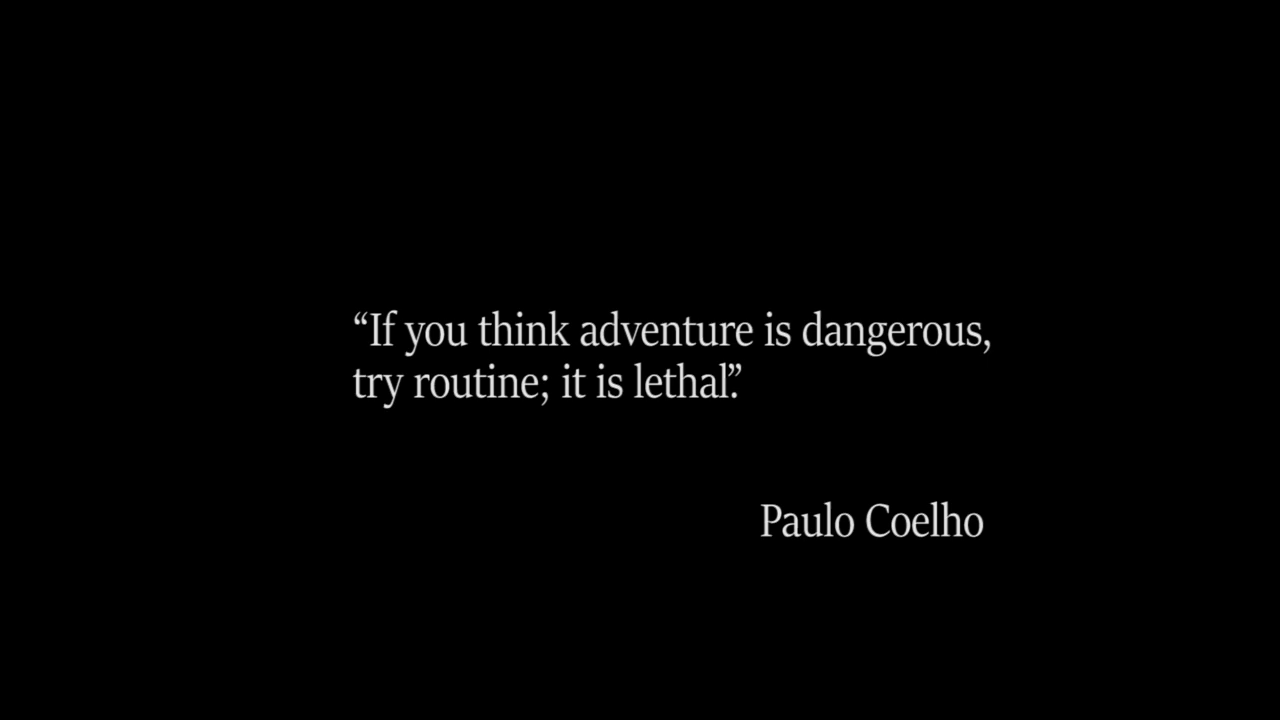 “If you think adventure is dangerous,
try routine; it is lethal.”
Paulo Coelho